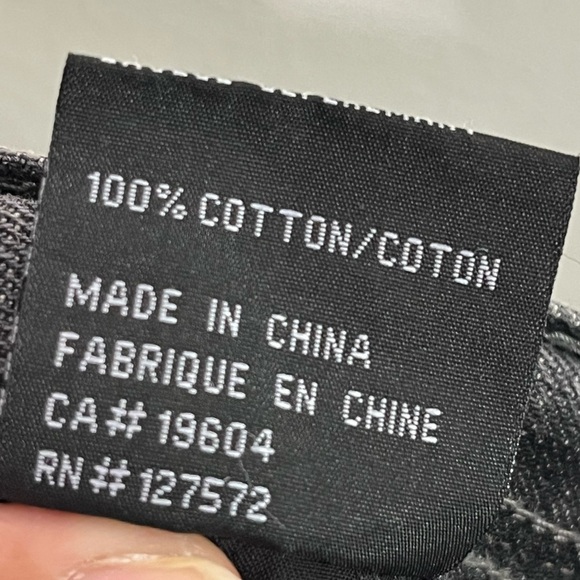 100% COTTON/COTON
MADE IN CHINA
FABRIQUE EN CHINE
CA# 19604
RN# 127572